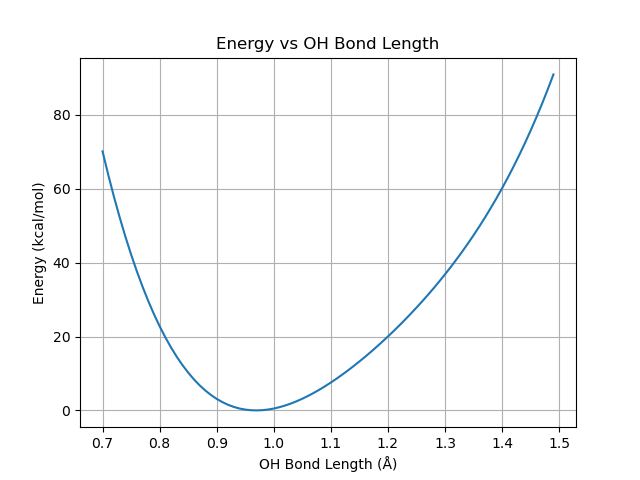 Energy vs OH Bond Length
Energy (kcal/mol)
80
60
40
20
0
0.7 0.8 0.9 1.0 1.1 1.2 1.3 1.4 1.5
OH Bond Length (Å)